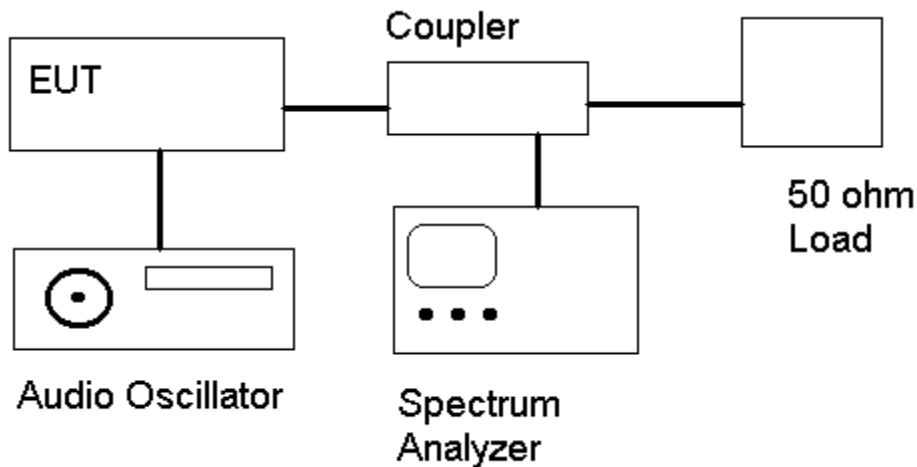 Coupler
EUT
50 ohm
Load
Audio Oscillator
Spectrum
Analyzer